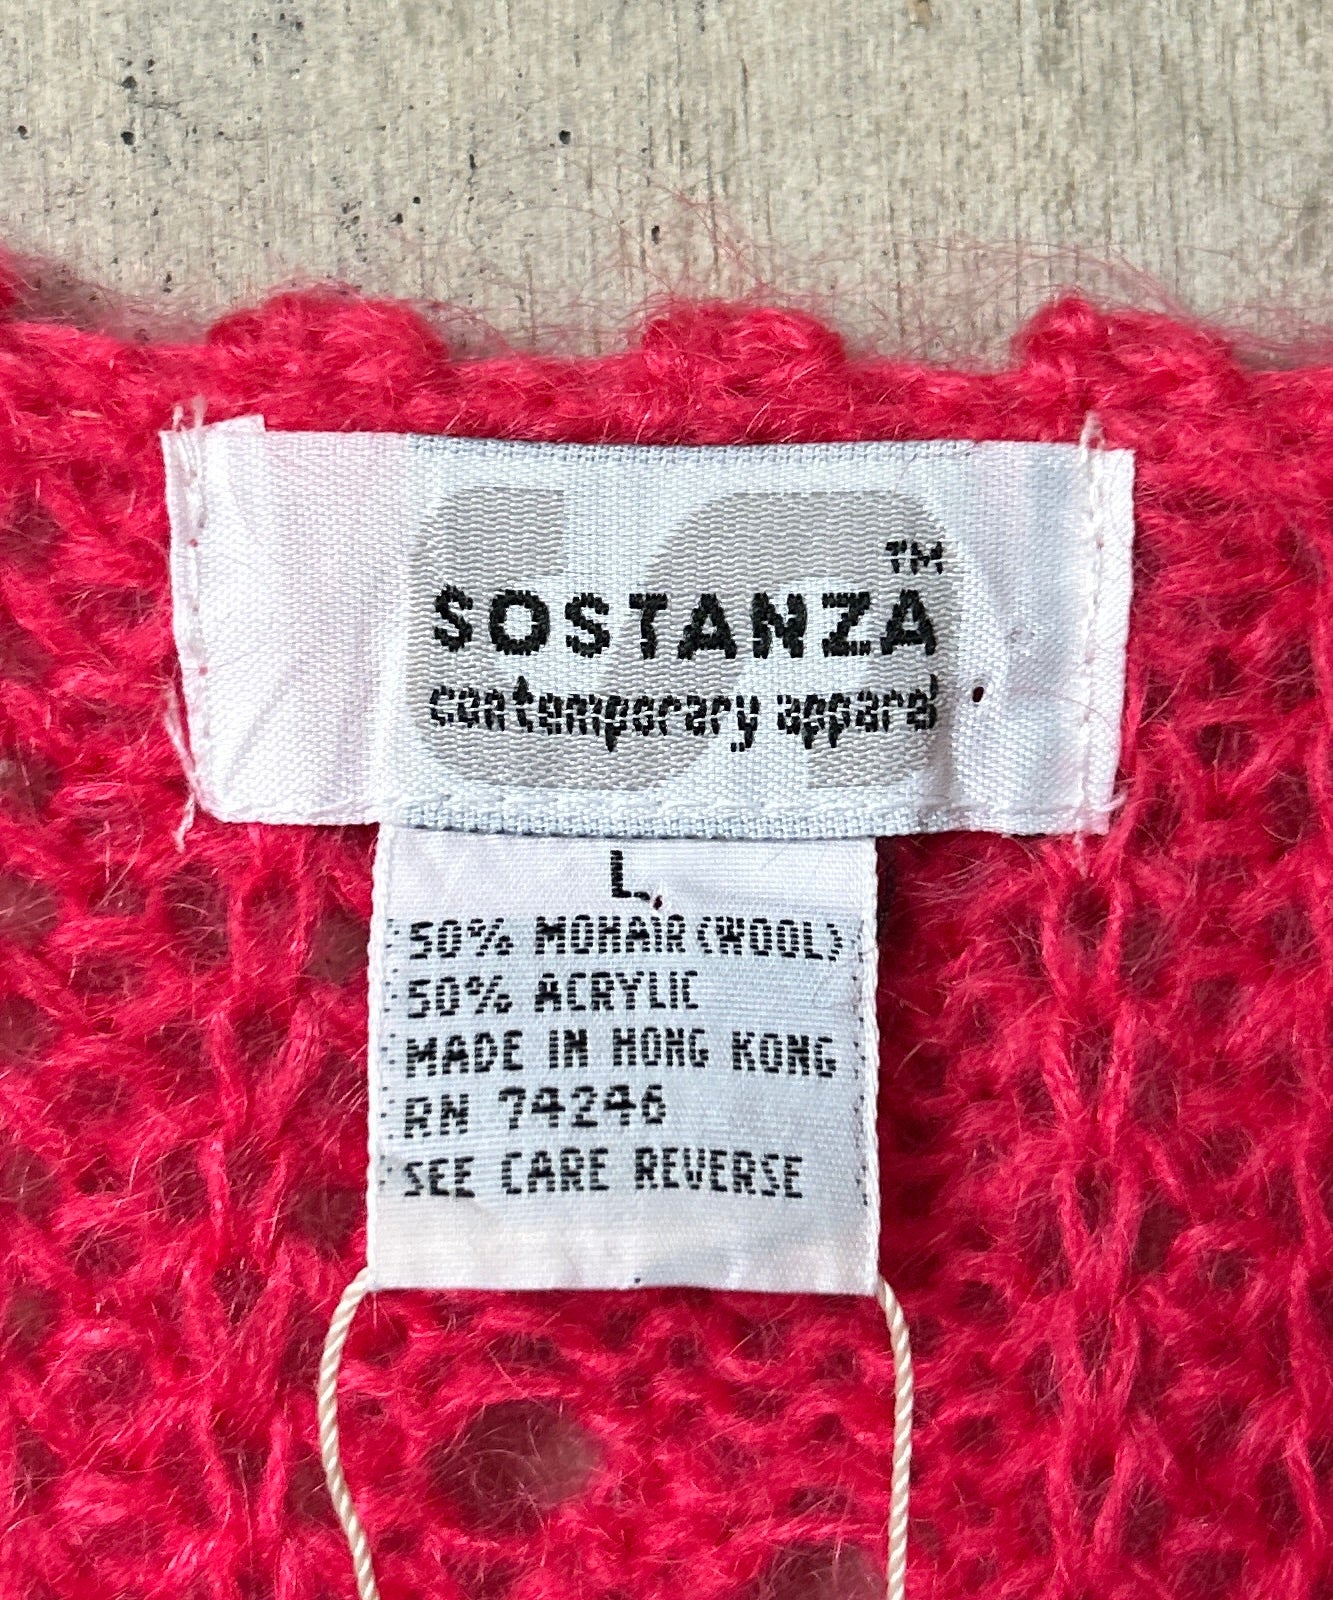 TM
SOSTANZA
contemporary apparel
L
50% MOHAIR (WOOL)
50% ACRYLIC
MADE IN HONG KONG
RN 74246
SEE CARE REVERSE